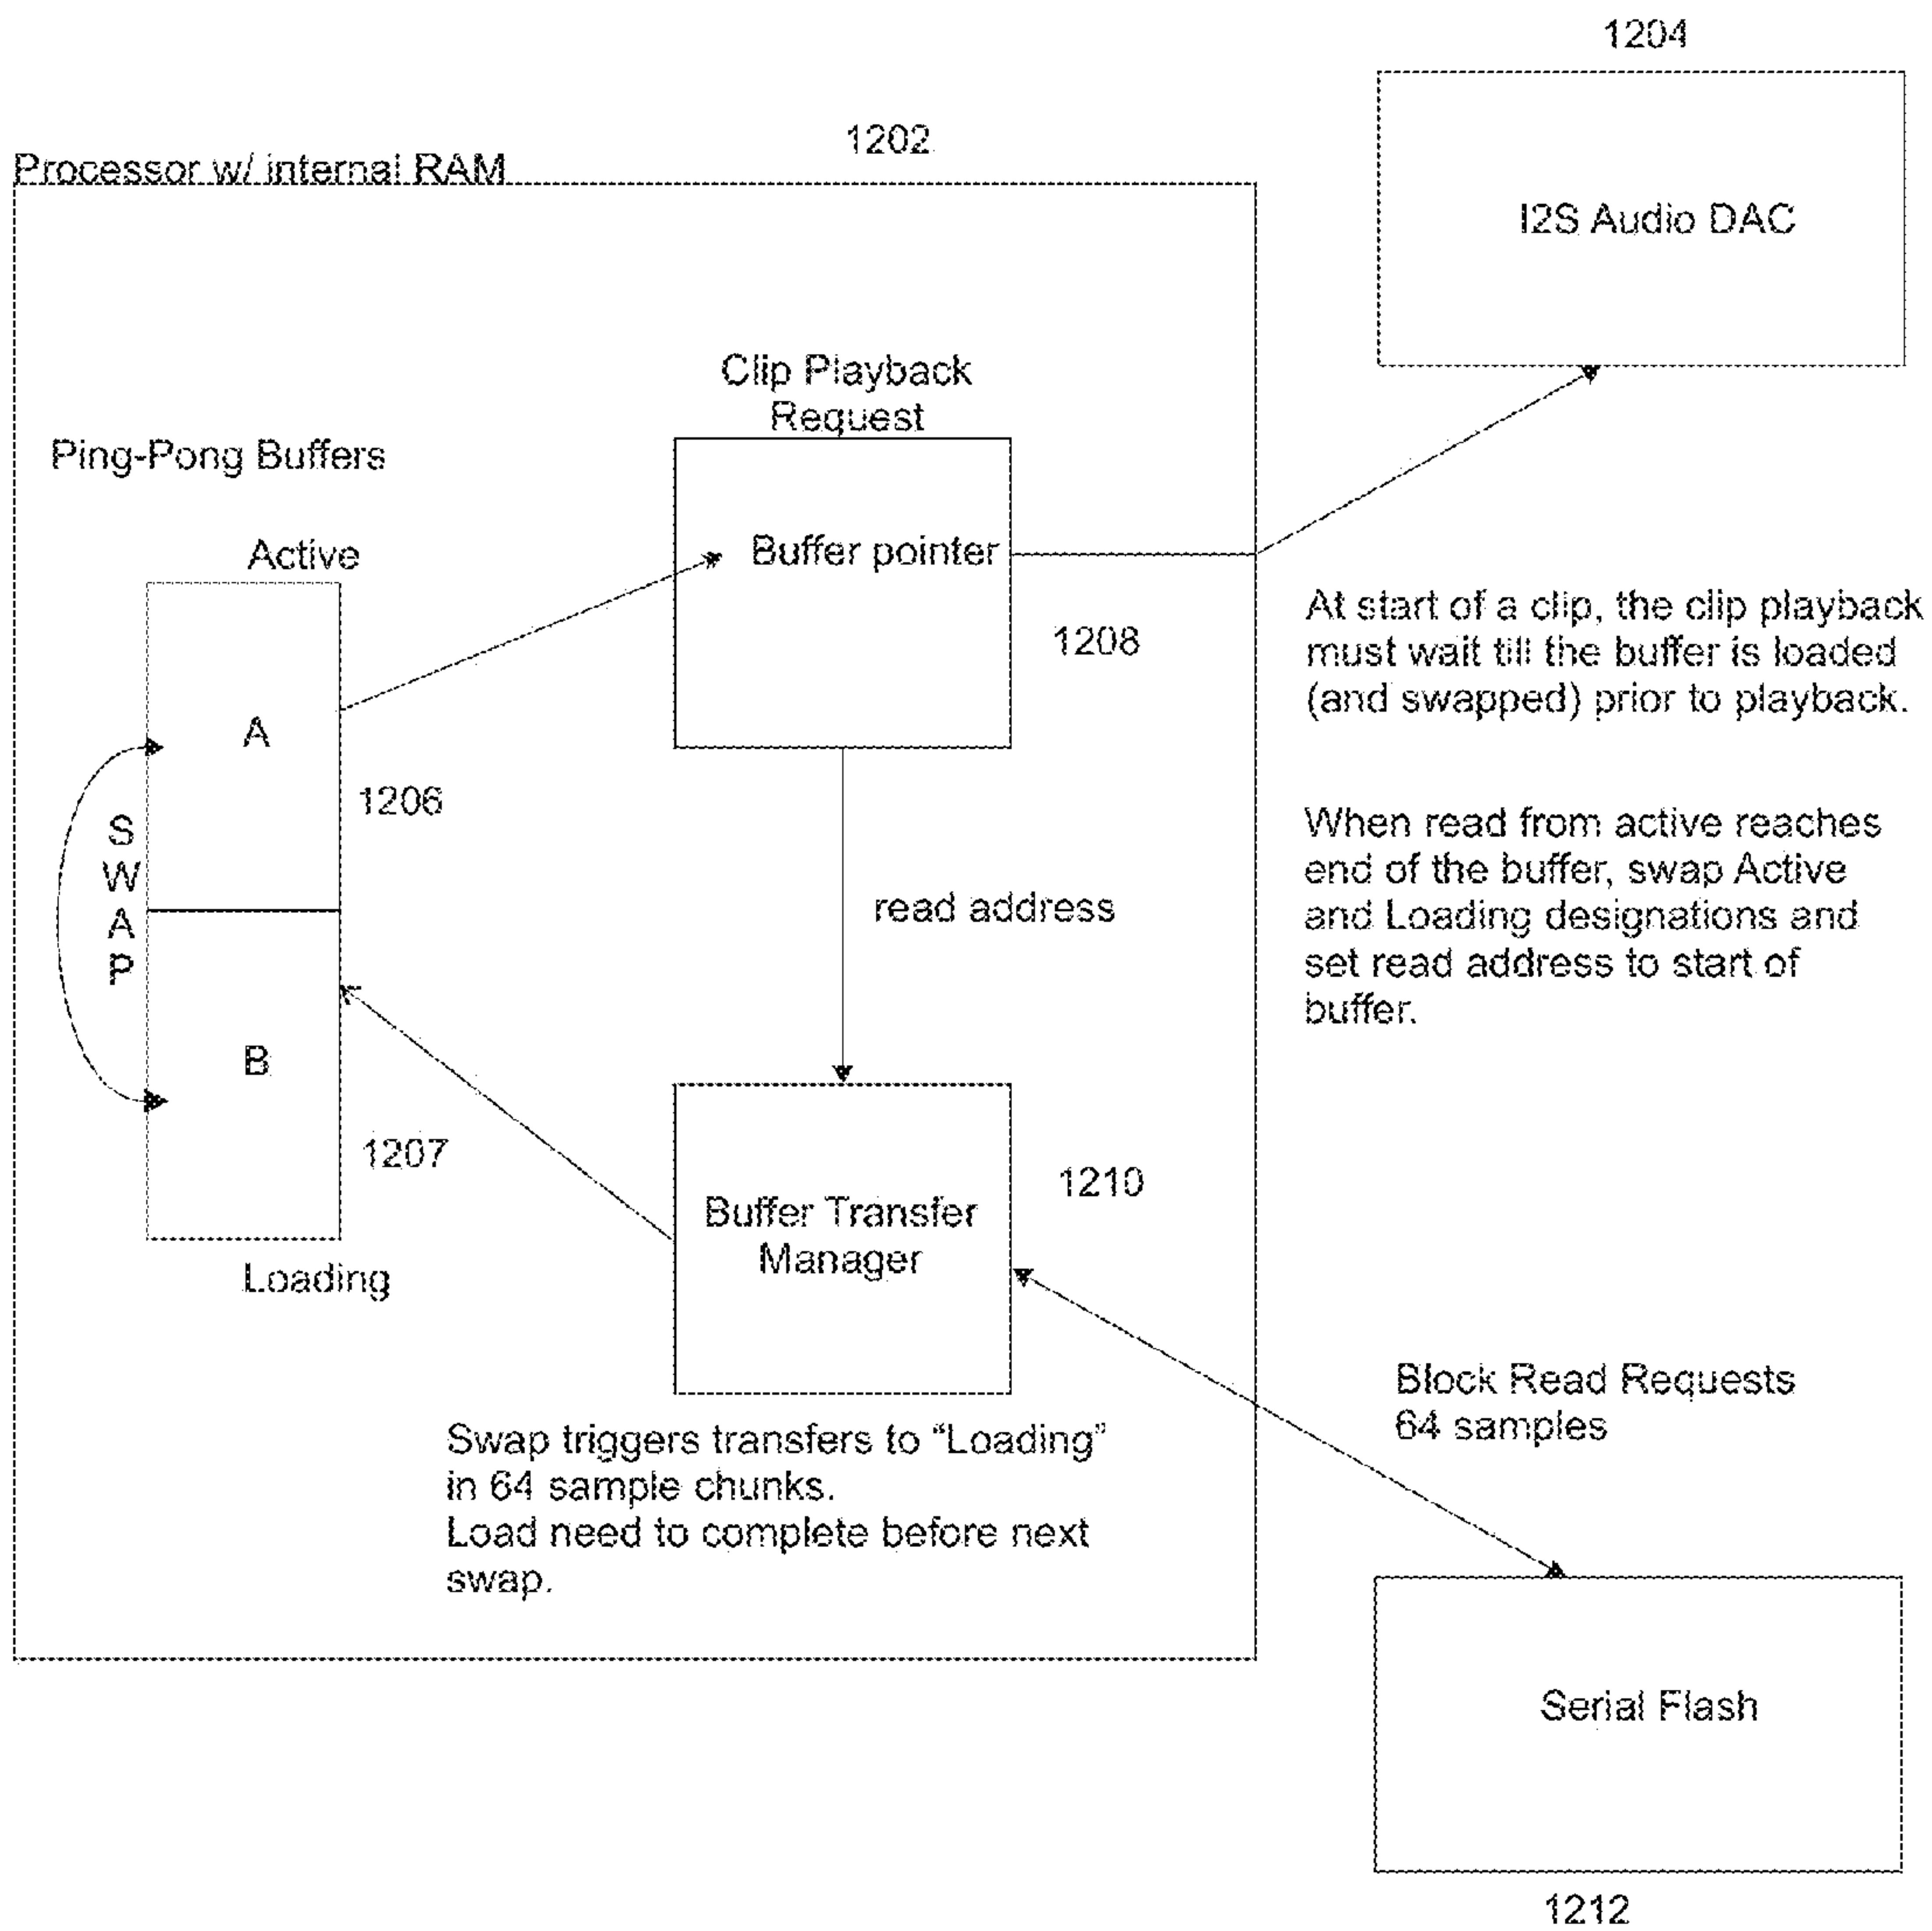 1204
1202
Processor w/ internal RAM
I2S Audio DAC
Clip Playback
Request
Ping-Pong Buffers
Active
Buffer pointer
1208
At start of a clip, the clip playback
must wait till the buffer is loaded
(and swapped) prior to playback.
A
1206
S
W
A
P
When read from active reaches
end of the buffer, swap Active
and Loading designations and
set read address to start of
buffer.
read address
B
1207
1210
Buffer Transfer
Manager
Loading
Block Read Requests
64 samples
Swap triggers transfers to “Loading”
in 64 sample chunks.
Load need to complete before next
swap.
Serial Flash
1212